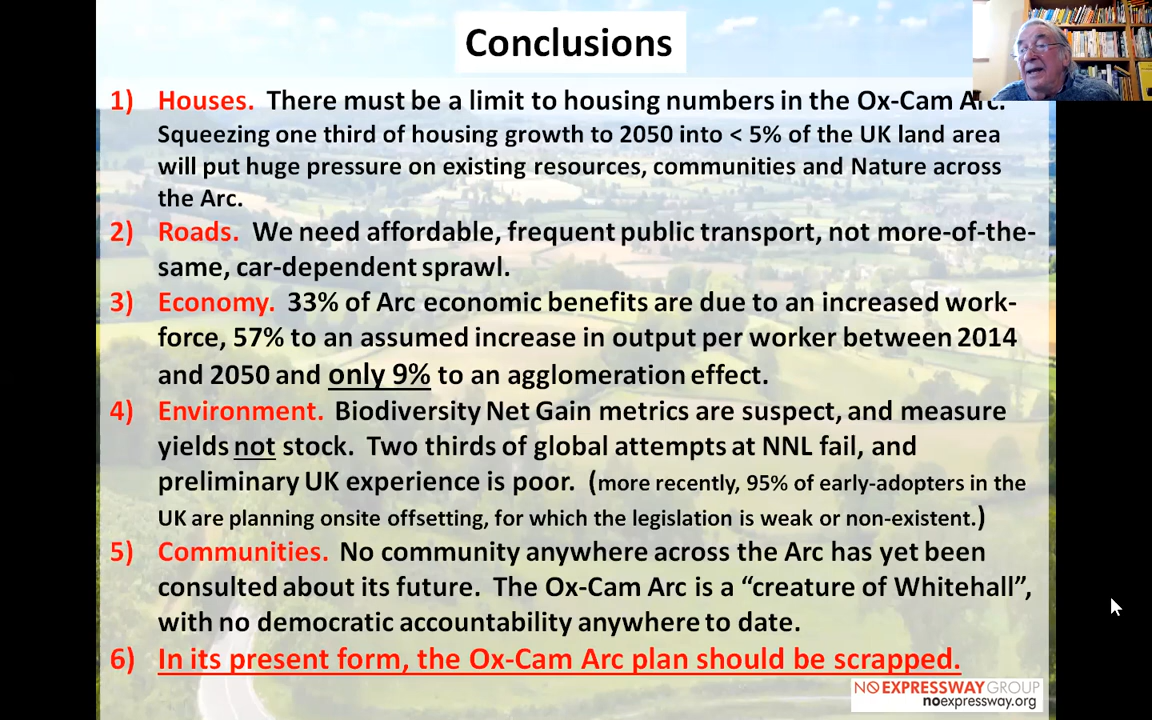 Conclusions
1) Houses. There must be a limit to housing numbers in the Ox-Cam Arc.
Squeezing one third of housing growth to 2050 into < 5% of the UK land area
will put huge pressure on existing resources, communities and Nature across
the Arc.
2) Roads. We need affordable, frequent public transport, not more-of-the-
same, car-dependent sprawl.
3) Economy. 33% of Arc economic benefits are due to an increased work-
force, 57% to an assumed increase in output per worker between 2014
and 2050 and only 9% to an agglomeration effect.
4) Environment. Biodiversity Net Gain metrics are suspect, and measure
yields not stock. Two thirds of global attempts at NNL fail, and
preliminary UK experience is poor. (more recently, 95% of early-adopters in the
UK are planning onsite offsetting, for which the legislation is weak or non-existent.)
5) Communities. No community anywhere across the Arc has yet been
consulted about its future. The Ox-Cam Arc is a “creature of Whitehall”,
with no democratic accountability anywhere to date.
6) In its present form, the Ox-Cam Arc plan should be scrapped.
NOEXPRESSWAYGROUP
noexpressway.org